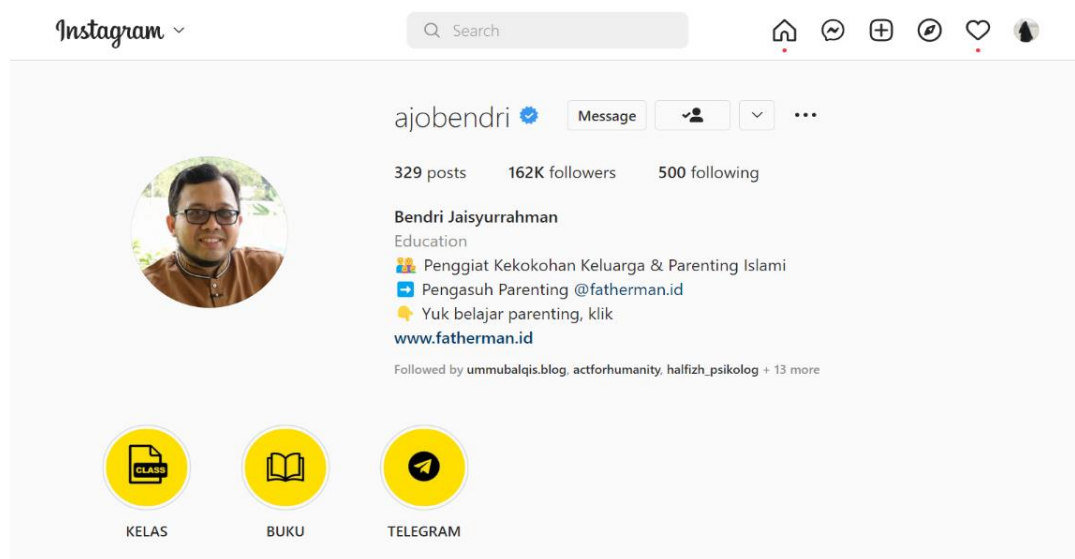 Instagram
Search
ajobendri Message
329 posts 162K followers 500 following
Bendri Jaisyurrahman
Education
Penggiat Kekokohan Keluarga & Parenting Islami
Pengasuh Parenting @fatherman.id
Yuk belajar parenting, klik
www.fatherman.id
Followed by ummubalqis.blog, actforhumanity, halfizh_psikolog + 13 more
CLASS
KELAS BUKU TELEGRAM